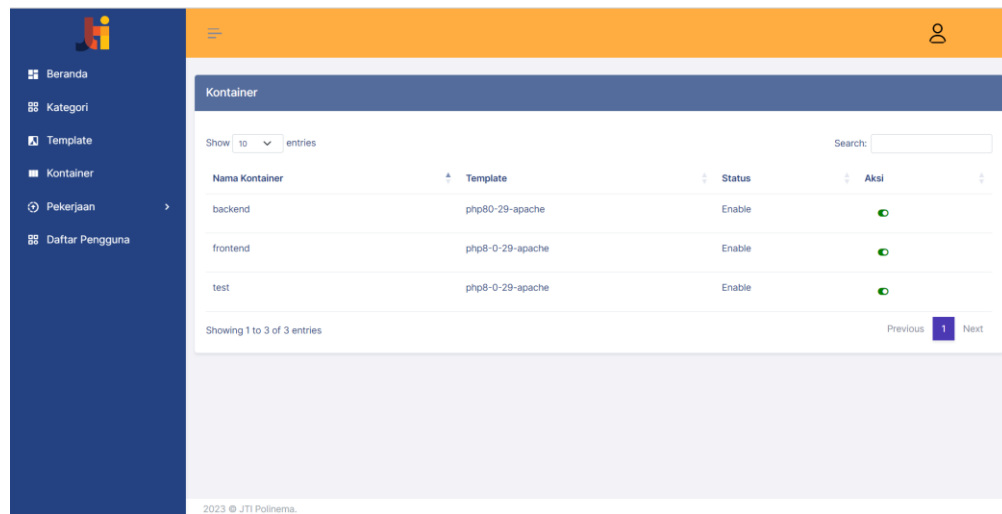 JTI
Beranda
Kategori
Template
Kontainer
Pekerjaan
Daftar Pengguna
Kontainer
Show 10 entries
Search:
Nama Kontainer Template Status Aksi
backend php80-29-apache Enable
frontend php8-0-29-apache Enable
test php8-0-29-apache Enable
Showing 1 to 3 of 3 entries
Previous 1 Next
2023 © JTI Polinema.